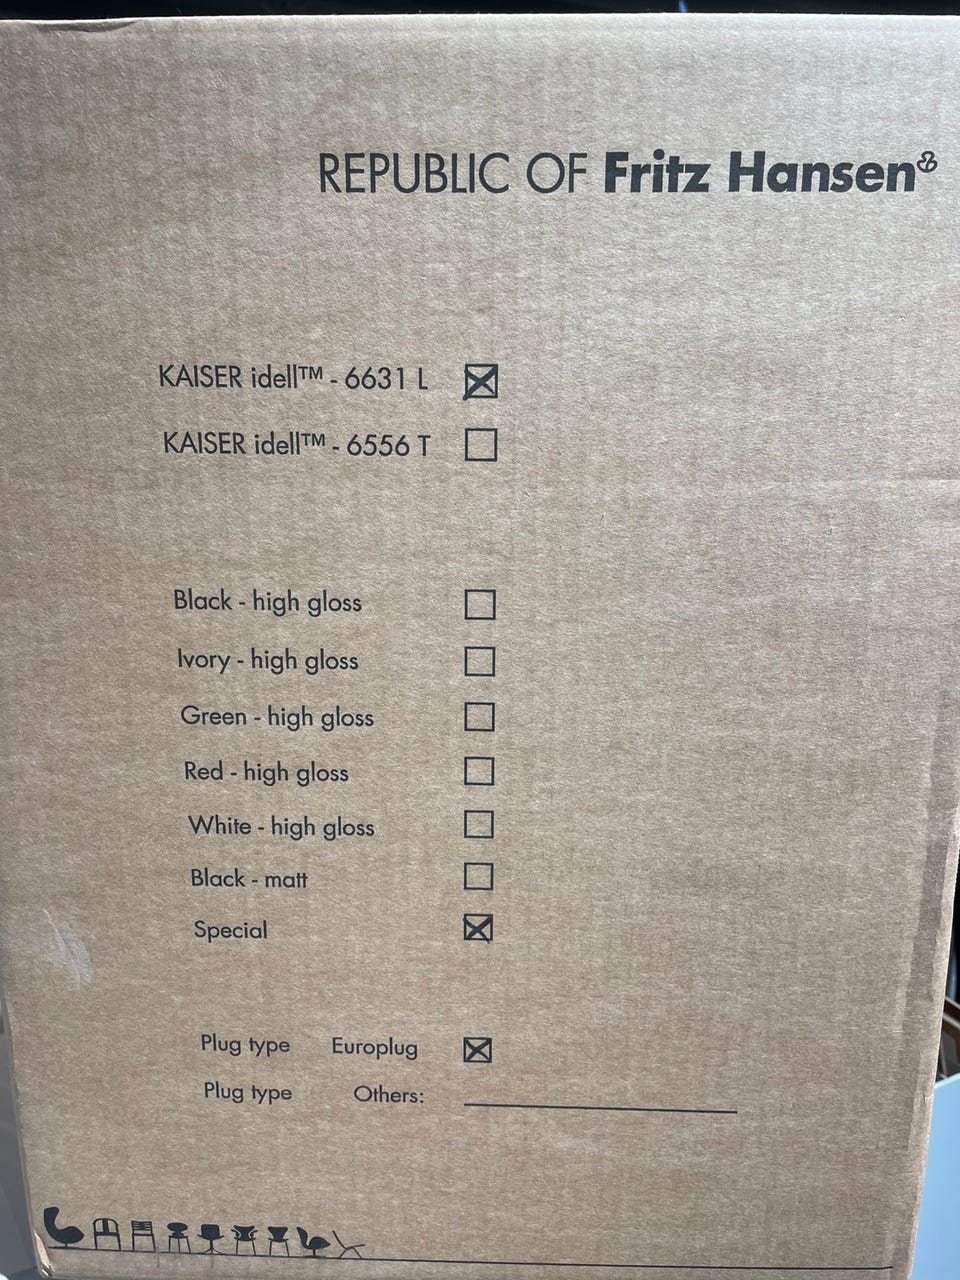 REPUBLIC OF Fritz Hansen
KAISER idell™ - 6631 L ☒
KAISER idell™ - 6556 T ☐
Black - high gloss ☐
Ivory - high gloss ☐
Green - high gloss ☐
Red - high gloss ☐
White - high gloss ☐
Black - matt ☐
Special ☒
Plug type Europlug ☒
Plug type Others: